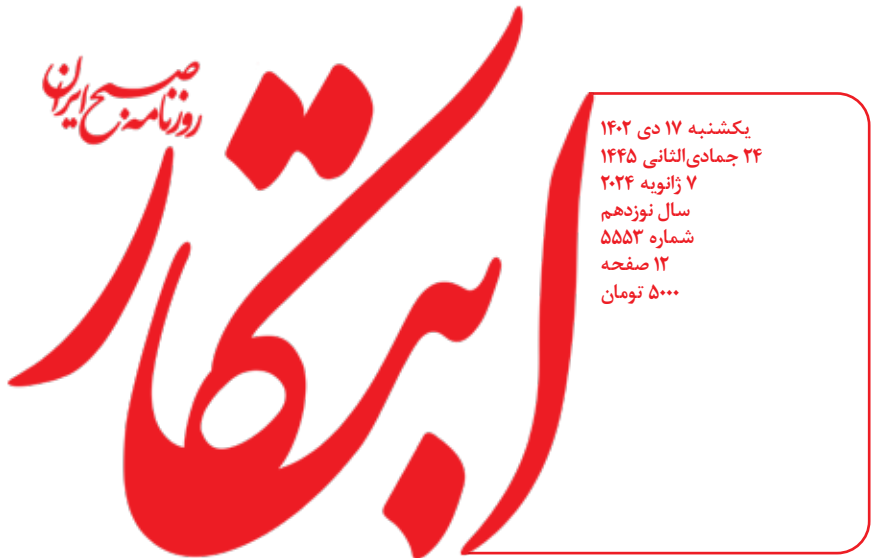 ابتکار
روزنامه صبح ایران
یکشنبه ۱۷ دی ۱۴۰۲
۲۴ جمادی‌الثانی ۱۴۴۵
۷ ژانویه ۲۰۲۴
سال نوزدهم
شماره ۵۵۵۳
۱۲ صفحه
۵۰۰۰ تومان